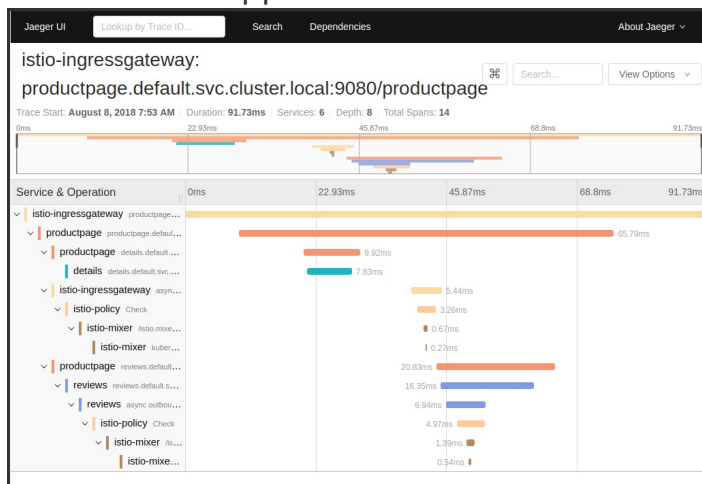 Jaeger UI Lookup by Trace ID... Search Dependencies About Jaeger
istio-ingressgateway:
productpage.default.svc.cluster.local:9080/productpage
⌘ Search... View Options
Trace Start: August 8, 2018 7:53 AM | Duration: 91.73ms | Services: 6 | Depth: 8 | Total Spans: 14
0ms 22.93ms 45.87ms 68.8ms 91.73ms
Service & Operation 0ms 22.93ms 45.87ms 68.8ms 91.73ms
istio-ingressgateway productpage...
productpage productpage.defaul... 65.79ms
productpage details.default... 9.92ms
details details.default.svc.... 7.83ms
istio-ingressgateway asyn... 5.44ms
istio-policy Check 3.26ms
istio-mixer /istio.mixe... 0.67ms
istio-mixer kuber... 0.27ms
productpage reviews.default... 20.83ms
reviews reviews.default.s... 16.35ms
reviews async outbou... 6.94ms
istio-policy Check 4.97ms
istio-mixer /is... 1.39ms
istio-mixe... 0.54ms